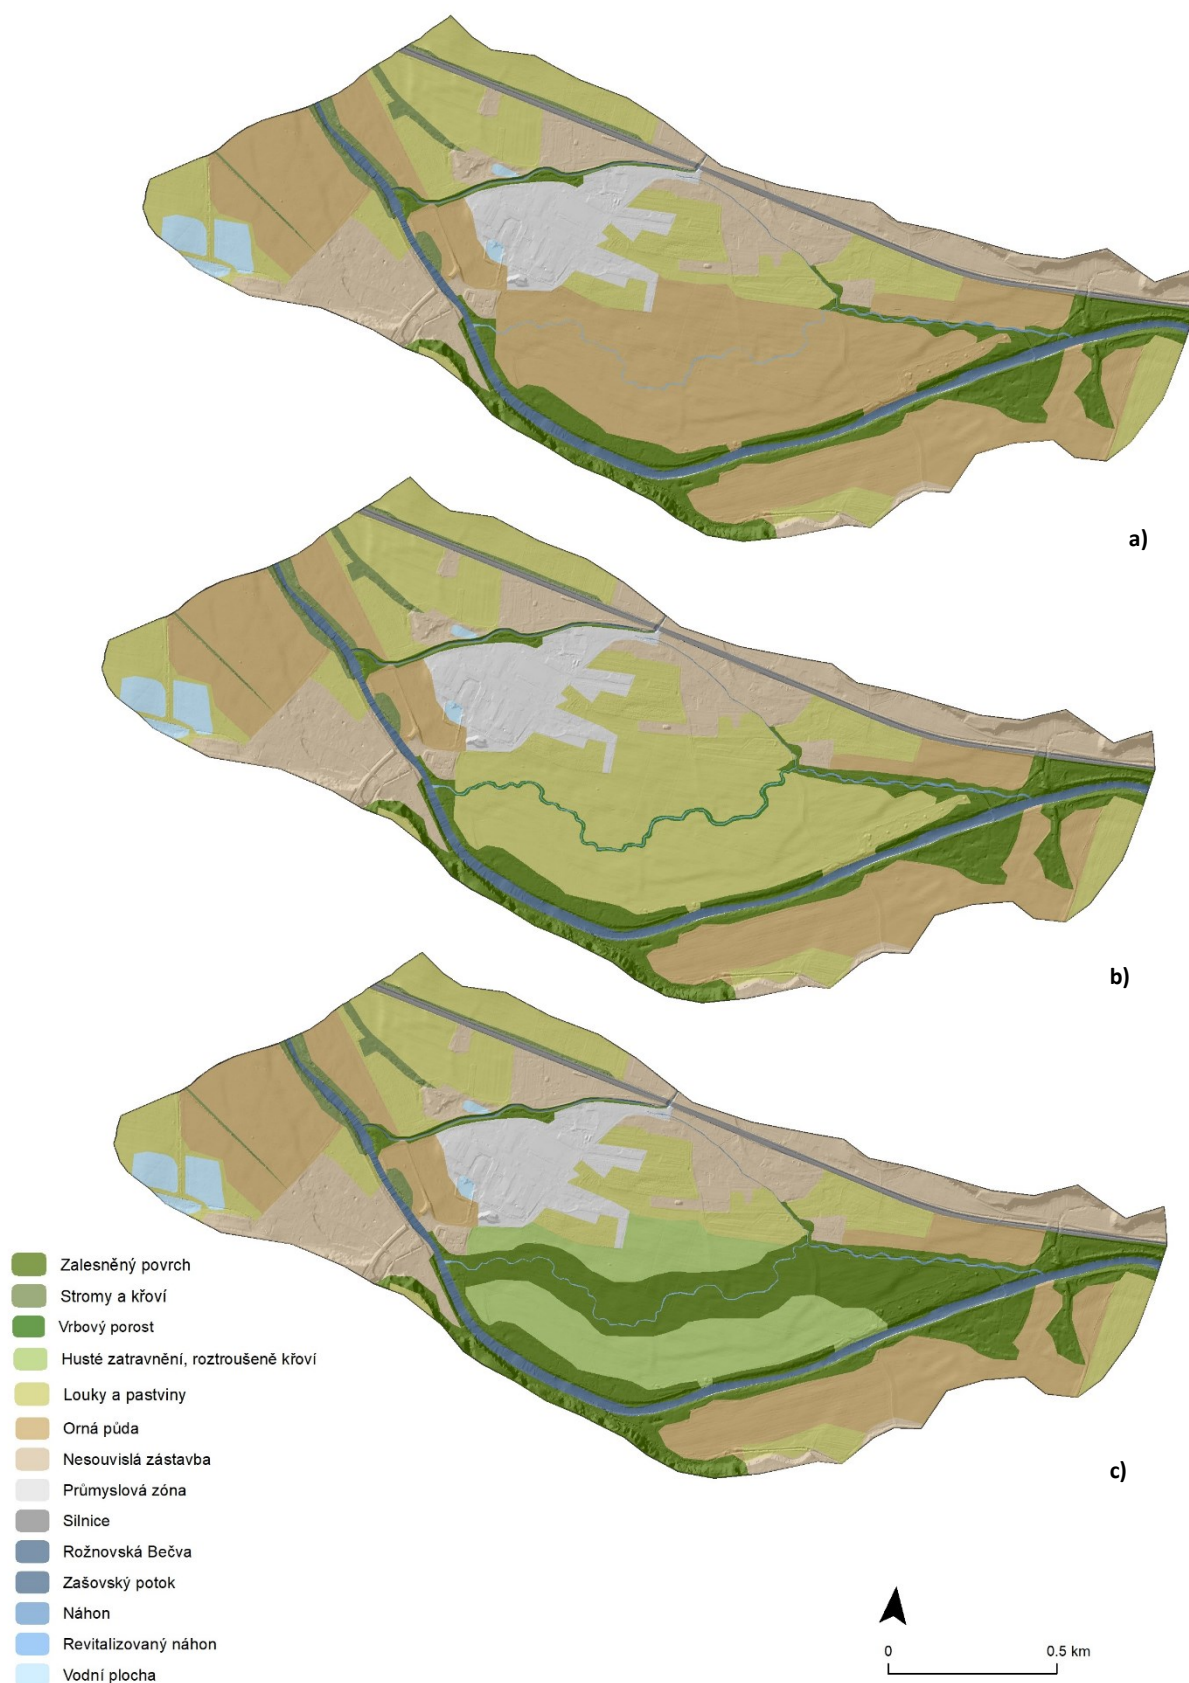 a)
b)
c)
Zalesněný povrch
Stromy a křoví
Vrbový porost
Husté zatravnění, roztroušeně křoví
Louky a pastviny
Orná půda
Nesouvislá zástavba
Průmyslová zóna
Silnice
Rožnovská Bečva
Zašovský potok
Náhon
Revitalizovaný náhon
Vodní plocha
0 0.5 km